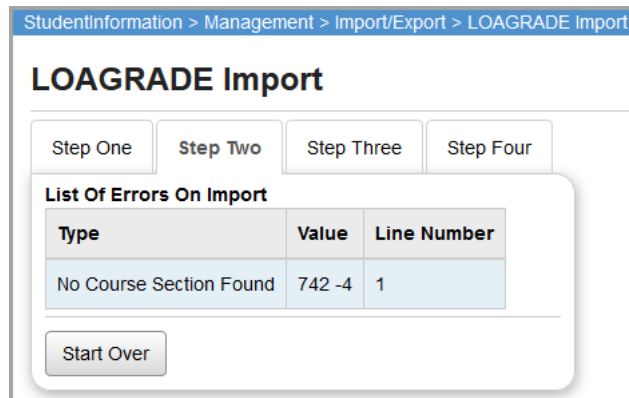 StudentInformation > Management > Import/Export > LOAGRADE Import
LOAGRADE Import
Step One Step Two Step Three Step Four
List Of Errors On Import
Type Value Line Number
No Course Section Found 742 -4 1
Start Over